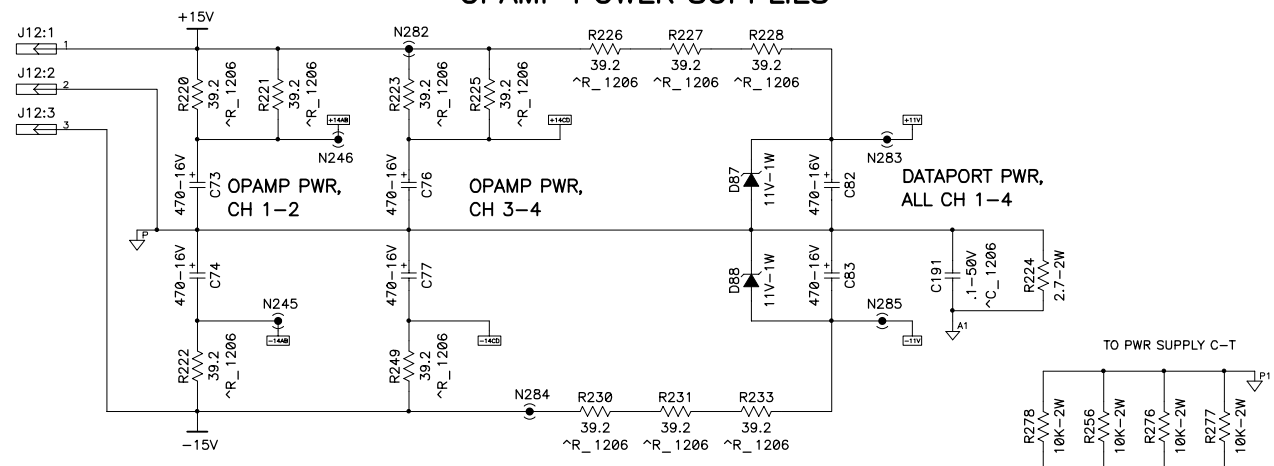 OPAMP POWER SUPPLIES
+15V
J12:1
1
J12:2
2
J12:3
3
N282
R220
39.2
^R_1206
R221
39.2
^R_1206
R223
39.2
^R_1206
R225
39.2
^R_1206
R226
39.2
^R_1206
R227
39.2
^R_1206
R228
39.2
^R_1206
+14AB
N246
+14CD
+11V
N283
470-16V
+
C73
OPAMP PWR,
CH 1-2
470-16V
+
C76
OPAMP PWR,
CH 3-4
D87
11V-1W
470-16V
+
C82
DATAPORT PWR,
ALL CH 1-4
P
470-16V
+
C74
470-16V
+
C77
D88
11V-1W
470-16V
+
C83
C191
.1-50V
^C_1206
R224
2.7-2W
N245
-14AB
-14CD
N285
-11V
A1
R222
39.2
^R_1206
R249
39.2
^R_1206
N284
R230
39.2
^R_1206
R231
39.2
^R_1206
R233
39.2
^R_1206
-15V
TO PWR SUPPLY C-T
P1
R278
10K-2W
R256
10K-2W
R276
10K-2W
R277
10K-2W